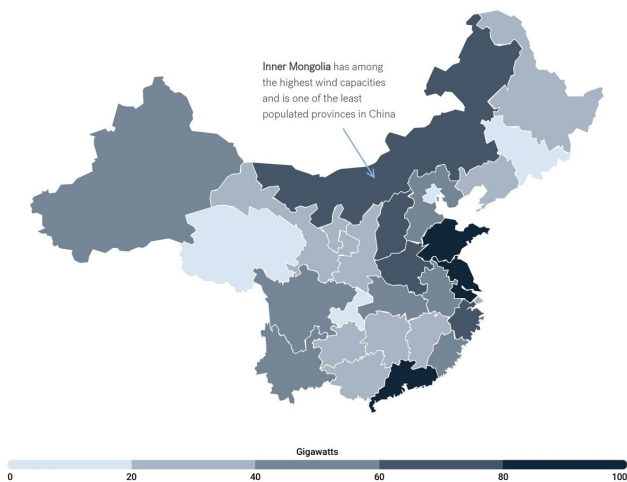 Inner Mongolia has among
the highest wind capacities
and is one of the least
populated provinces in China
Gigawatts
0 20 40 60 80 100